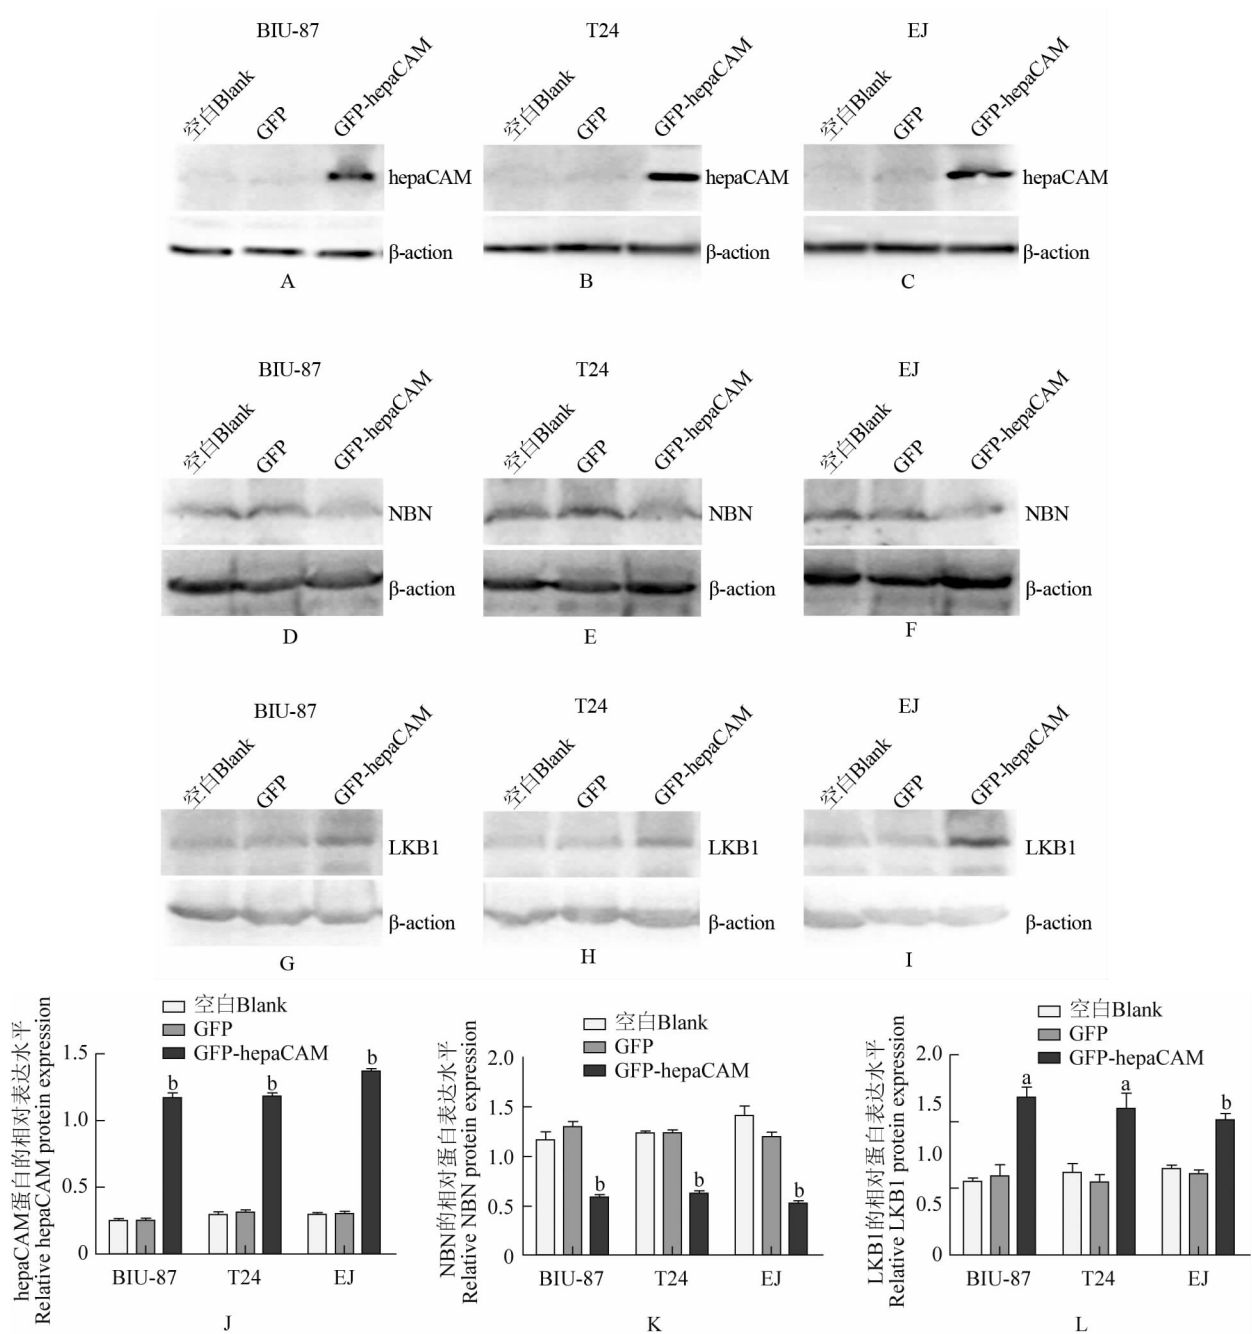 BIU-87 T24 EJ
空白Blank GFP GFP-hepaCAM 空白Blank GFP GFP-hepaCAM 空白Blank GFP GFP-hepaCAM
hepaCAM hepaCAM hepaCAM
β-action β-action β-action
A B C
BIU-87 T24 EJ
空白Blank GFP GFP-hepaCAM 空白Blank GFP GFP-hepaCAM 空白Blank GFP GFP-hepaCAM
NBN NBN NBN
β-action β-action β-action
D E F
BIU-87 T24 EJ
空白Blank GFP GFP-hepaCAM 空白Blank GFP GFP-hepaCAM 空白Blank GFP GFP-hepaCAM
LKB1 LKB1 LKB1
β-action β-action β-action
G H I
hepaCAM蛋白的相对表达水平
Relative hepaCAM protein expression
空白Blank
GFP
GFP-hepaCAM
1.5
1.0
0.5
0
b b b
BIU-87 T24 EJ
J
NBN的相对蛋白表达水平
Relative NBN protein expression
空白Blank
GFP
GFP-hepaCAM
2.0
1.5
1.0
0.5
0
b b b
BIU-87 T24 EJ
K
LKB1的相对蛋白表达水平
Relative LKB1 protein expression
空白Blank
GFP
GFP-hepaCAM
2.0
1.5
1.0
0.5
0
a a b
BIU-87 T24 EJ
L